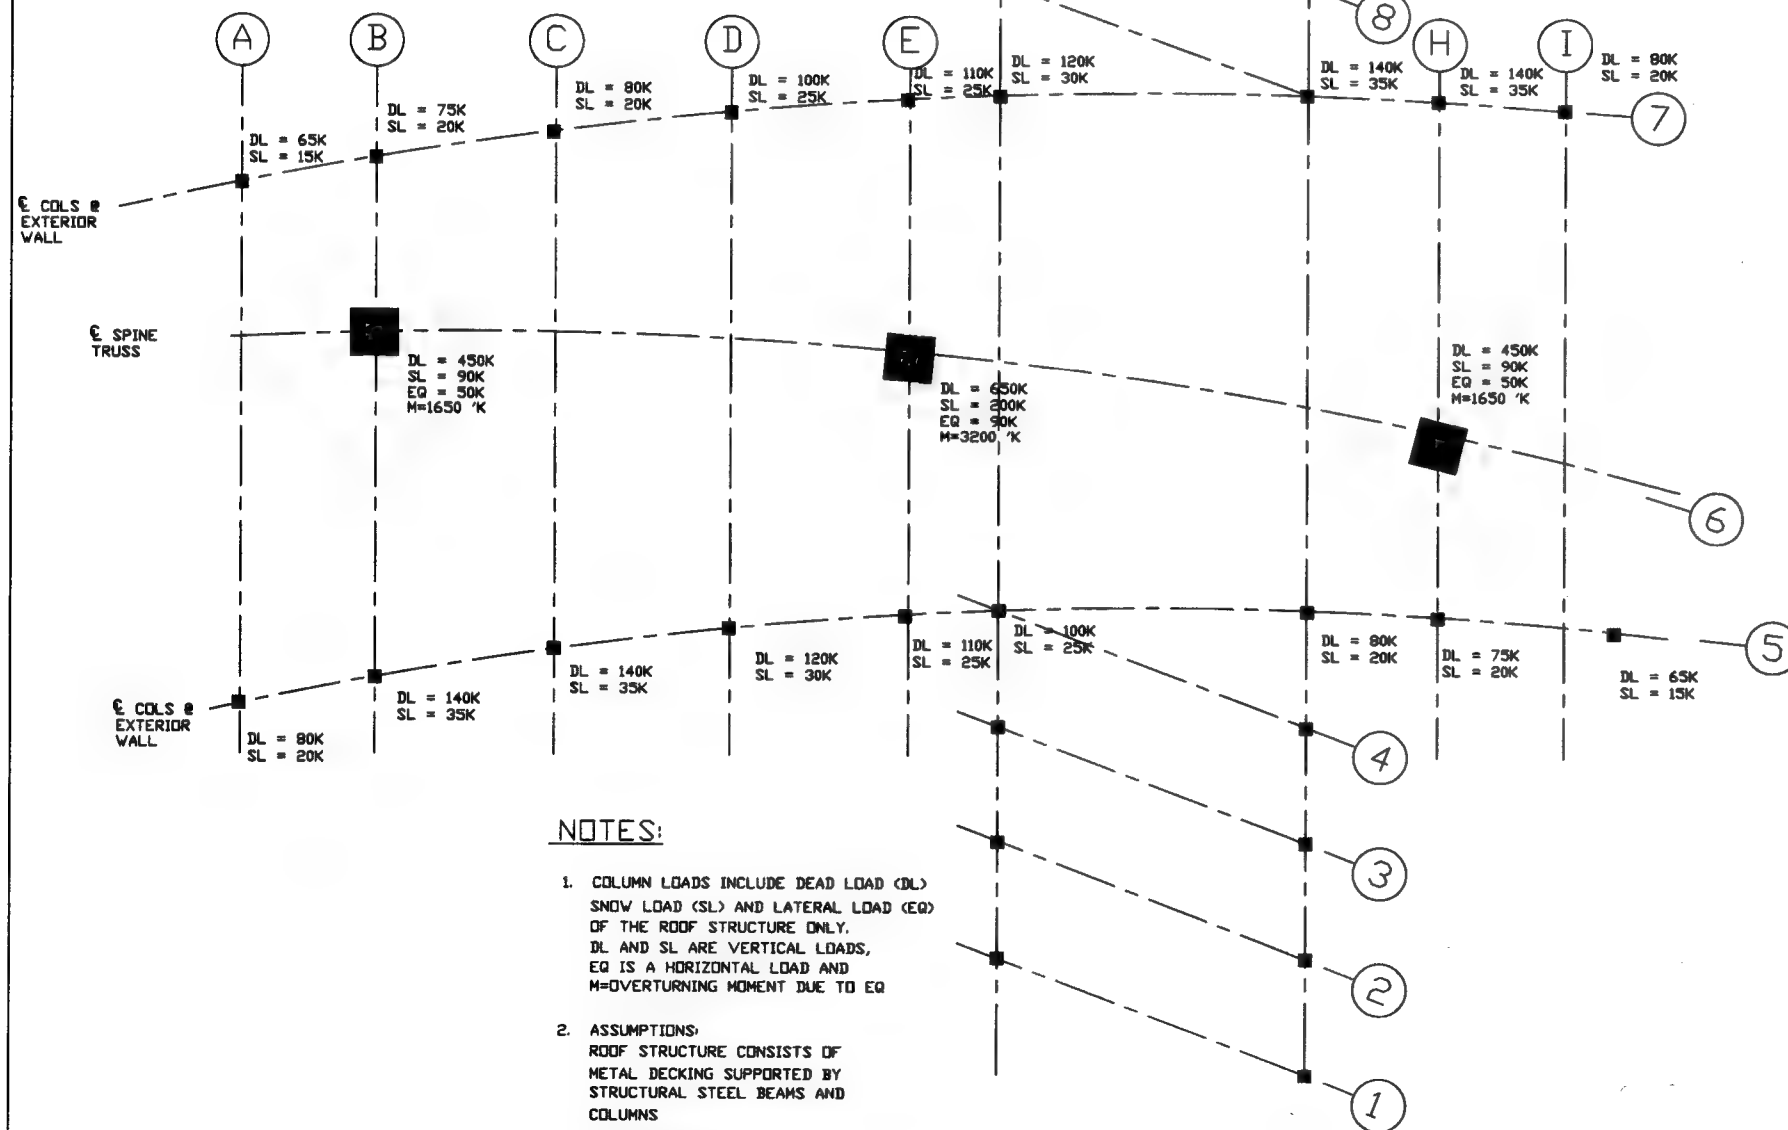 A
B
C
D
E
8
H
I
DL = 65K
SL = 15K
DL = 75K
SL = 20K
DL = 80K
SL = 20K
DL = 100K
SL = 25K
DL = 110K
SL = 25K
DL = 120K
SL = 30K
DL = 140K
SL = 35K
DL = 140K
SL = 35K
DL = 80K
SL = 20K
7
℄ COLS @
EXTERIOR
WALL
℄ SPINE
TRUSS
DL = 450K
SL = 90K
EQ = 50K
M=1650 'K
DL = 650K
SL = 200K
EQ = 90K
M=3200 'K
DL = 450K
SL = 90K
EQ = 50K
M=1650 'K
6
℄ COLS @
EXTERIOR
WALL
DL = 80K
SL = 20K
DL = 140K
SL = 35K
DL = 140K
SL = 35K
DL = 120K
SL = 30K
DL = 110K
SL = 25K
DL = 100K
SL = 25K
DL = 80K
SL = 20K
DL = 75K
SL = 20K
DL = 65K
SL = 15K
5
4
3
2
1
NOTES:
1. COLUMN LOADS INCLUDE DEAD LOAD (DL)
SNOW LOAD (SL) AND LATERAL LOAD (EQ)
OF THE ROOF STRUCTURE ONLY.
DL AND SL ARE VERTICAL LOADS,
EQ IS A HORIZONTAL LOAD AND
M=OVERTURNING MOMENT DUE TO EQ
2. ASSUMPTIONS:
ROOF STRUCTURE CONSISTS OF
METAL DECKING SUPPORTED BY
STRUCTURAL STEEL BEAMS AND
COLUMNS